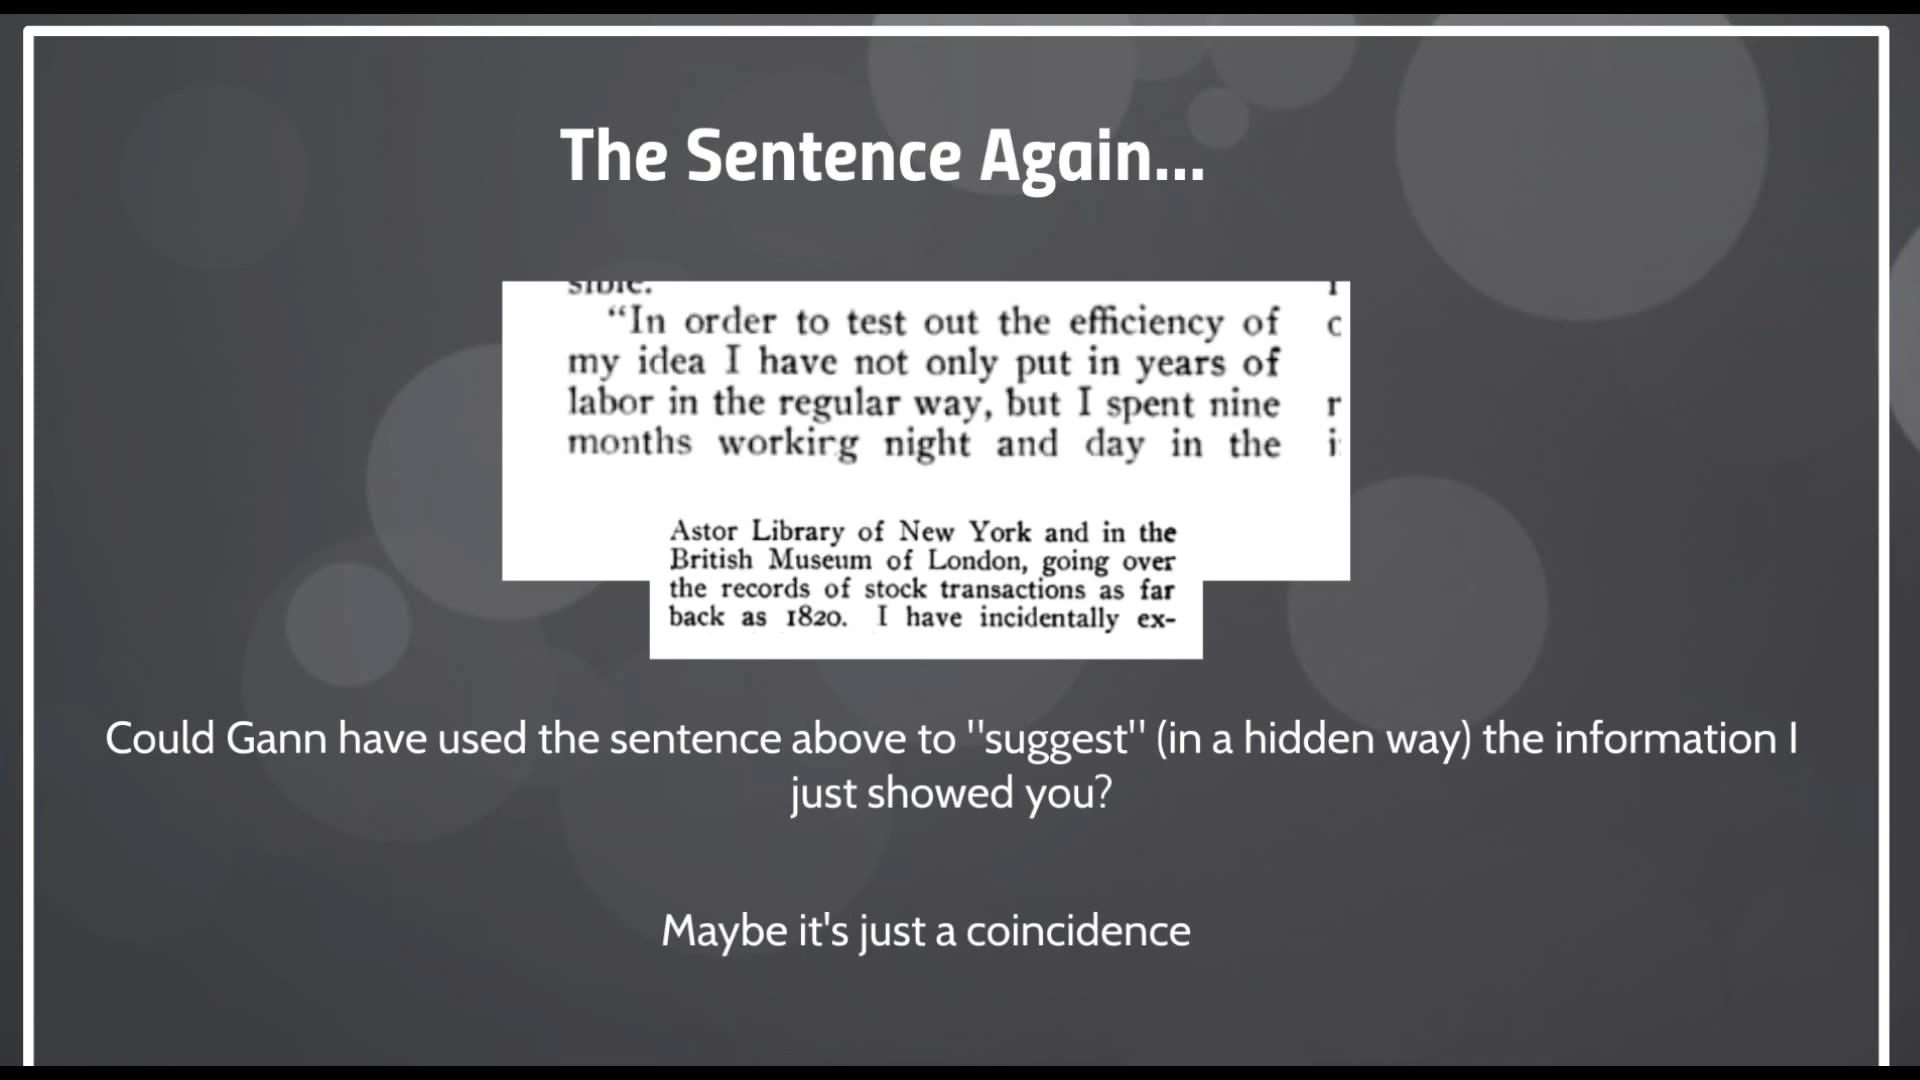 The Sentence Again...
sible.
“In order to test out the efficiency of
my idea I have not only put in years of
labor in the regular way, but I spent nine
months working night and day in the
Astor Library of New York and in the
British Museum of London, going over
the records of stock transactions as far
back as 1820. I have incidentally ex-
Could Gann have used the sentence above to "suggest" (in a hidden way) the information I
just showed you?
Maybe it's just a coincidence